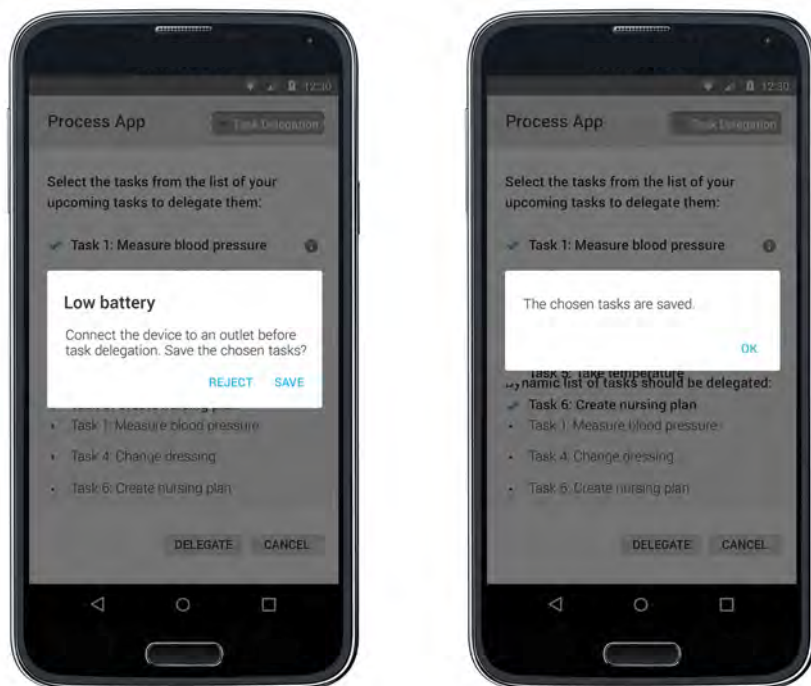 12:30
Process App
Task Delegation
Select the tasks from the list of your
upcoming tasks to delegate them:
Task 1: Measure blood pressure
Low battery
Connect the device to an outlet before
task delegation. Save the chosen tasks?
REJECT SAVE
Task 1: Measure blood pressure
Task 4: Change dressing
Task 6: Create nursing plan
DELEGATE CANCEL
12:30
Process App
Task Delegation
Select the tasks from the list of your
upcoming tasks to delegate them:
Task 1: Measure blood pressure
The chosen tasks are saved.
OK
Task 5: Take temperature
Dynamic list of tasks should be delegated:
Task 6: Create nursing plan
Task 1: Measure blood pressure
Task 4: Change dressing
Task 6: Create nursing plan
DELEGATE CANCEL